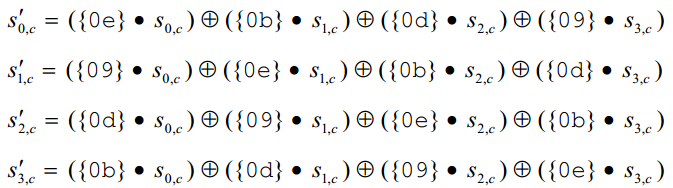 s′₀,c = ({0e} • s₀,c) ⊕ ({0b} • s₁,c) ⊕ ({0d} • s₂,c) ⊕ ({09} • s₃,c)
s′₁,c = ({09} • s₀,c) ⊕ ({0e} • s₁,c) ⊕ ({0b} • s₂,c) ⊕ ({0d} • s₃,c)
s′₂,c = ({0d} • s₀,c) ⊕ ({09} • s₁,c) ⊕ ({0e} • s₂,c) ⊕ ({0b} • s₃,c)
s′₃,c = ({0b} • s₀,c) ⊕ ({0d} • s₁,c) ⊕ ({09} • s₂,c) ⊕ ({0e} • s₃,c)